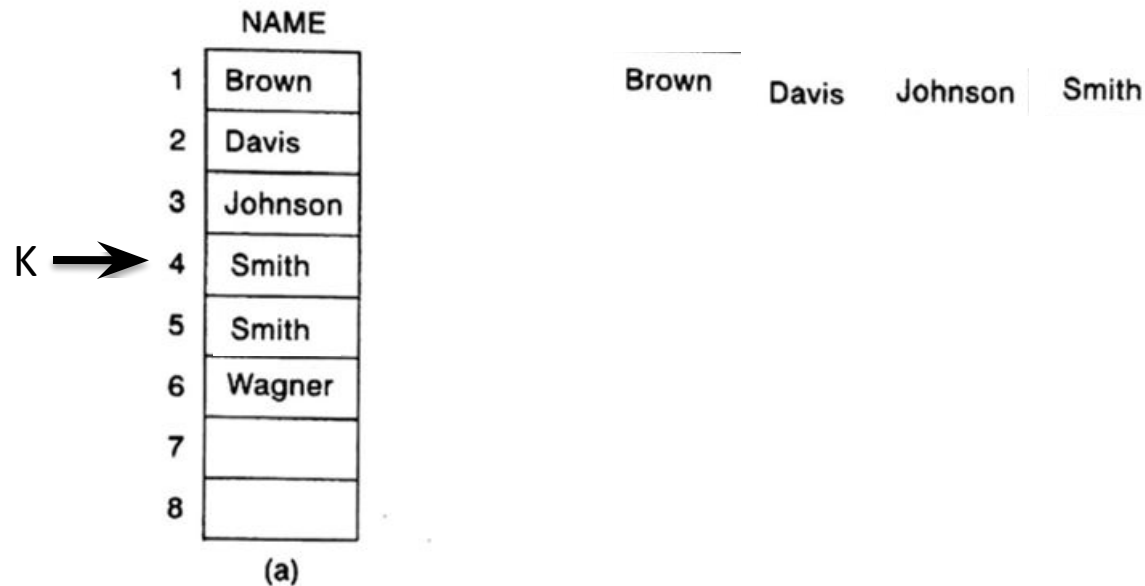 NAME
1 Brown
2 Davis
3 Johnson
K 4 Smith
5 Smith
6 Wagner
7
8
(a)
Brown Davis Johnson Smith